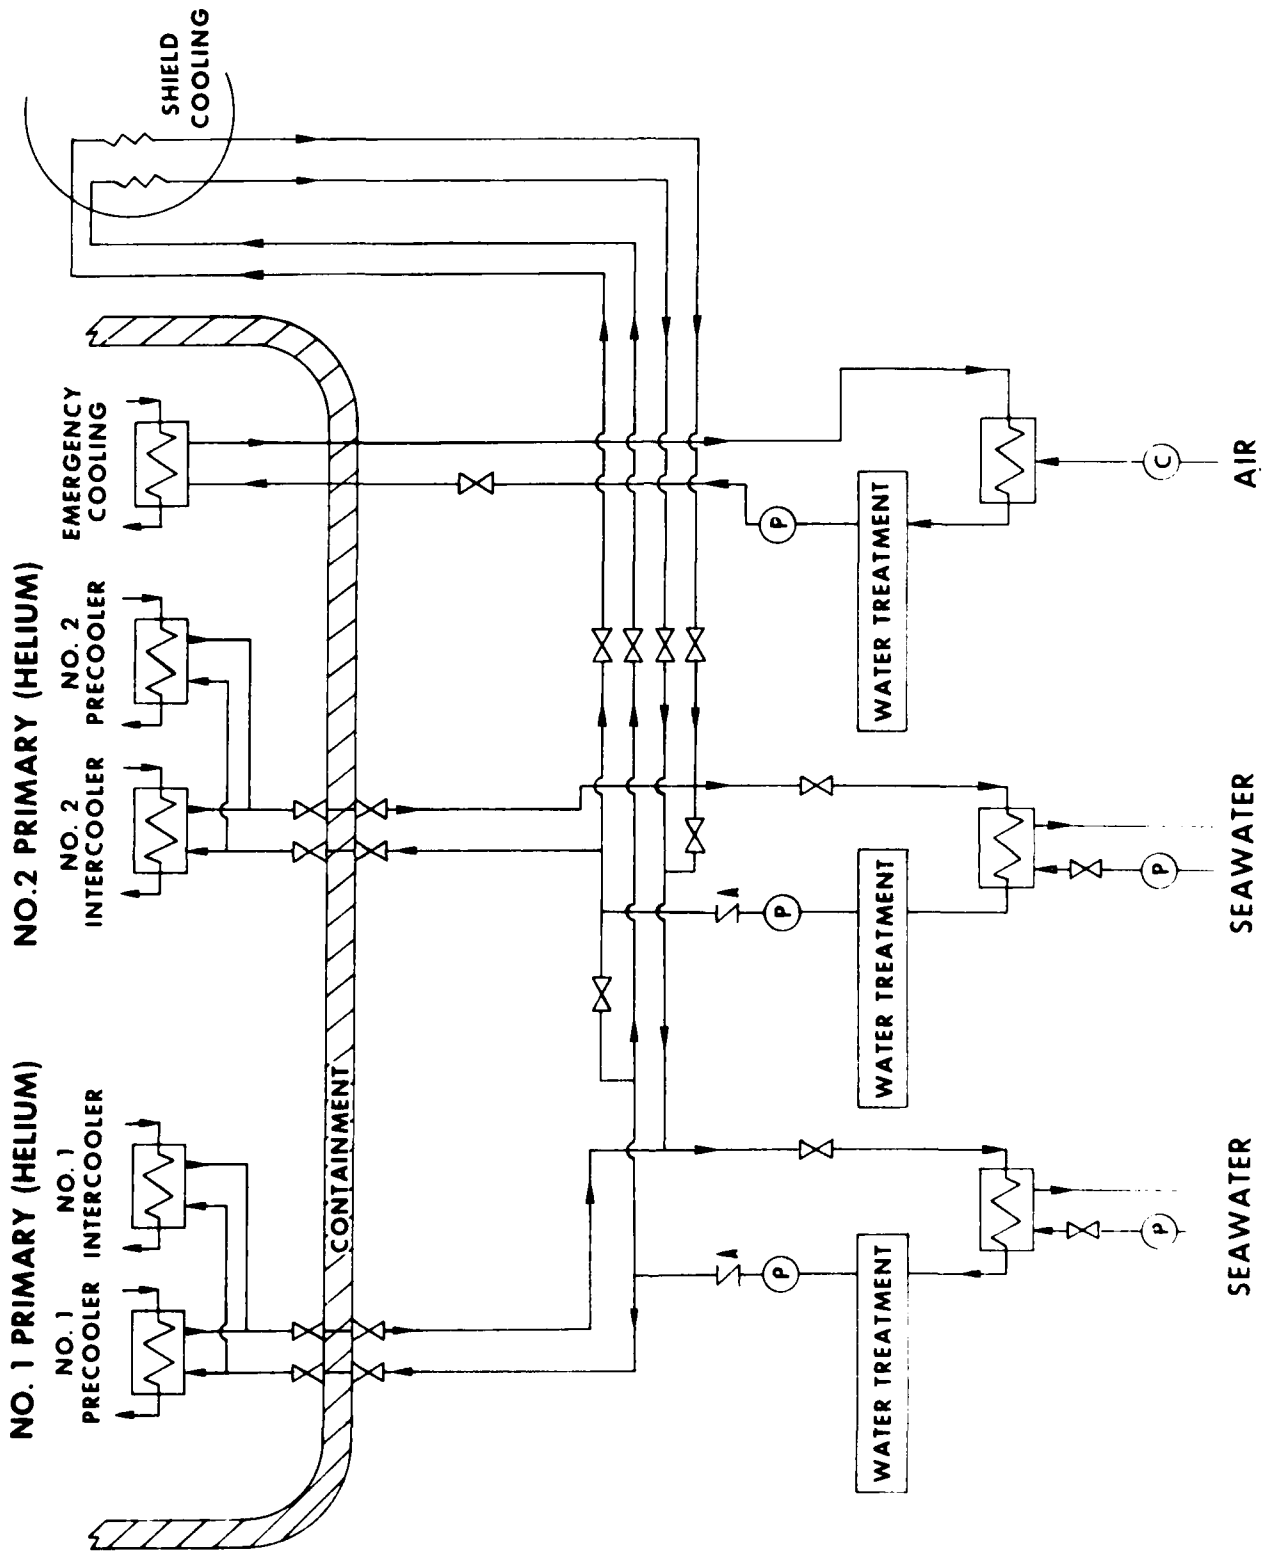 NO. 1 PRIMARY (HELIUM)
NO.2 PRIMARY (HELIUM)
NO. 1
PRECOOLER
NO. 1
INTERCOOLER
NO. 2
INTERCOOLER
NO. 2
PRECOOLER
EMERGENCY
COOLING
SHIELD
COOLING
CONTAINMENT
P
P
P
WATER TREATMENT
WATER TREATMENT
WATER TREATMENT
P
P
C
SEAWATER
SEAWATER
AIR